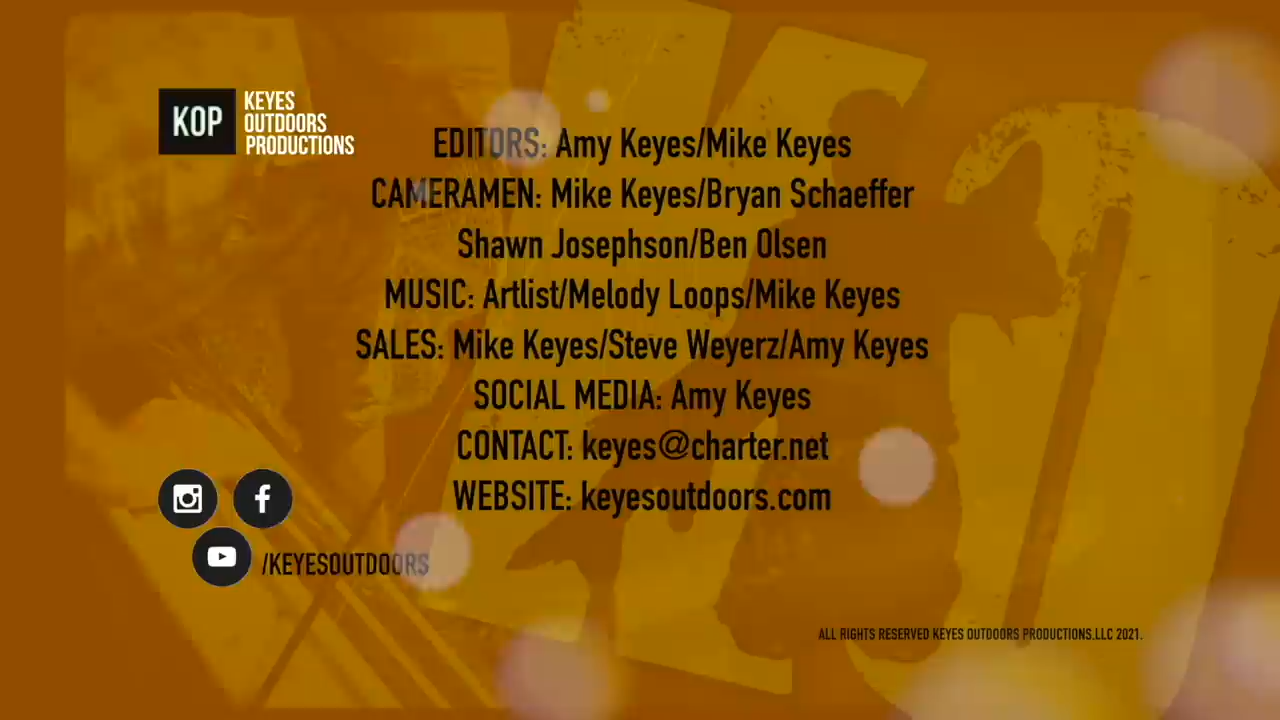 KOP
KEYES
OUTDOORS
PRODUCTIONS
EDITORS: Amy Keyes/Mike Keyes
CAMERAMEN: Mike Keyes/Bryan Schaeffer
Shawn Josephson/Ben Olsen
MUSIC: Artlist/Melody Loops/Mike Keyes
SALES: Mike Keyes/Steve Weyerz/Amy Keyes
SOCIAL MEDIA: Amy Keyes
CONTACT: keyes@charter.net
WEBSITE: keyesoutdoors.com
/KEYESOUTDOORS
ALL RIGHTS RESERVED KEYES OUTDOORS PRODUCTIONS.LLC 2021.